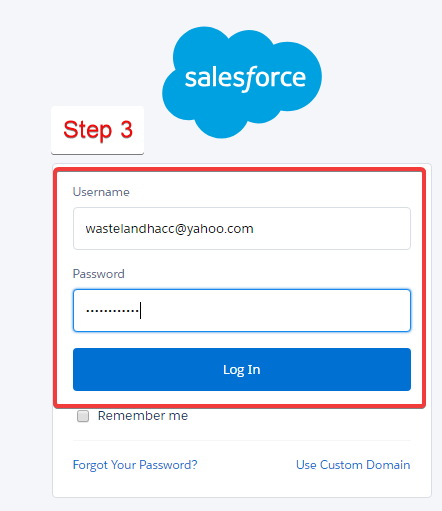 salesforce
Step 3
Username
wastelandhacc@yahoo.com
Password
............
Log In
Remember me
Forgot Your Password? Use Custom Domain